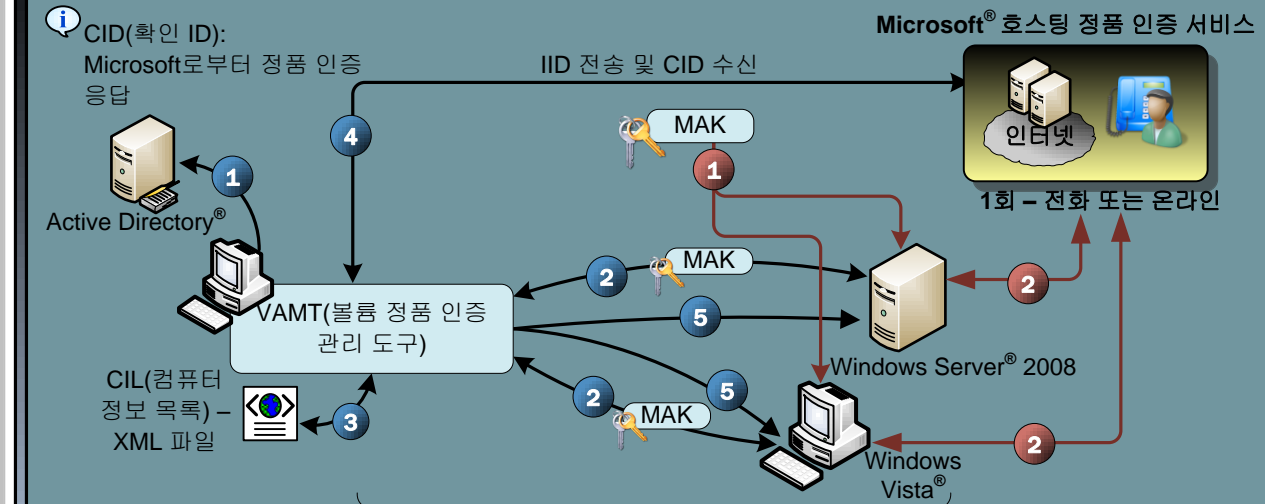 CID(확인 ID):
Microsoft로부터 정품 인증
응답
Microsoft® 호스팅 정품 인증 서비스
IID 전송 및 CID 수신
인터넷
1회 – 전화 또는 온라인
4
MAK
1
1
Active Directory®
2
MAK
2
VAMT(볼륨 정품 인증
관리 도구)
5
Windows Server® 2008
CIL(컴퓨터
정보 목록) –
XML 파일
3
2
MAK
5
2
Windows
Vista®